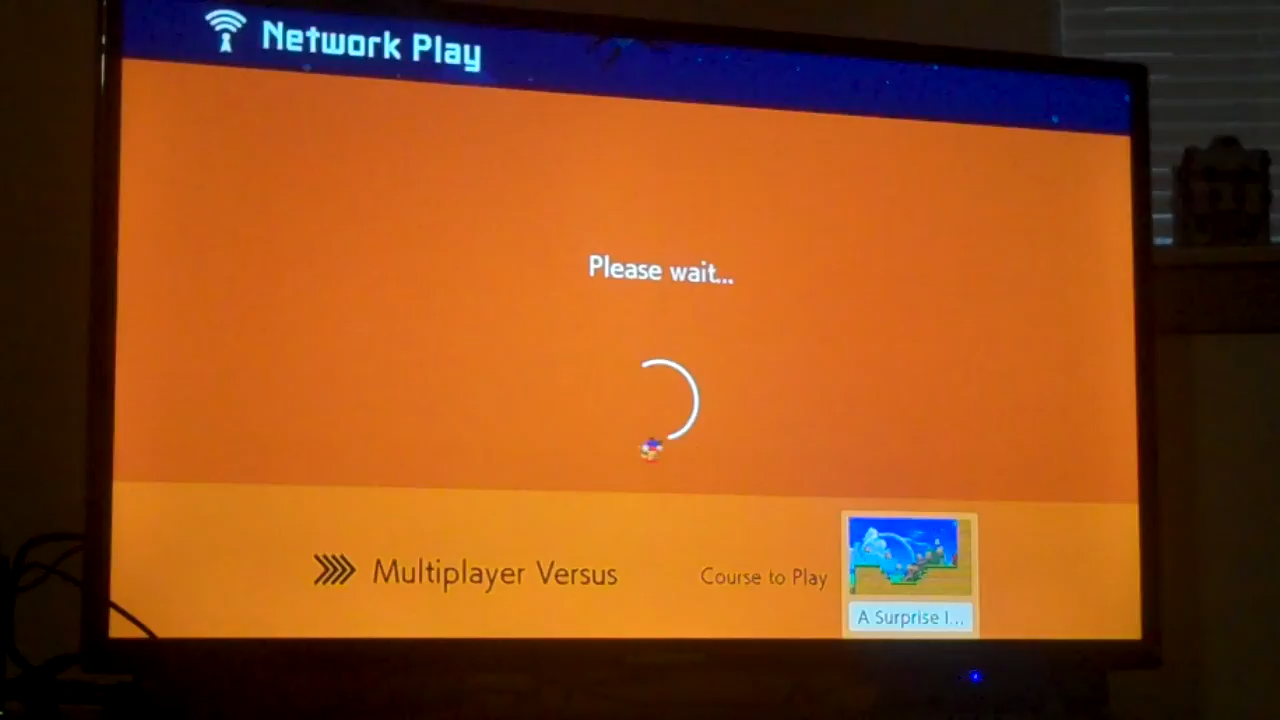 Network Play
Please wait...
Multiplayer Versus
Course to Play
A Surprise I...